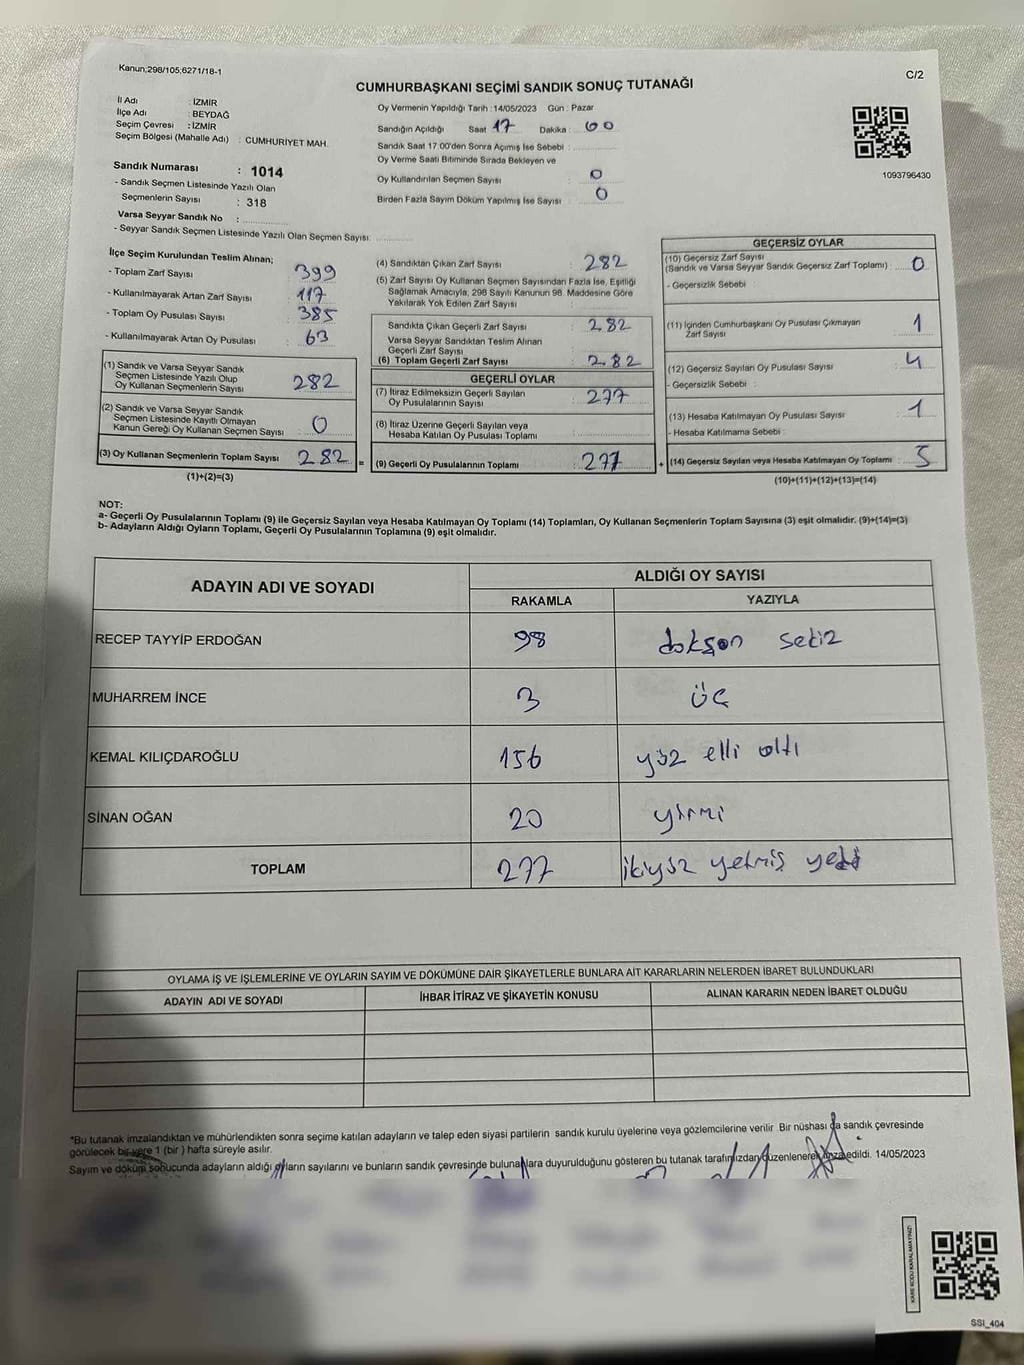 Kanun;298/105;6271/18-1
C/2
CUMHURBAŞKANI SEÇİMİ SANDIK SONUÇ TUTANAĞI
İl Adı : İZMİR
İlçe Adı : BEYDAĞ
Seçim Çevresi : İZMİR
Seçim Bölgesi (Mahalle Adı) : CUMHURİYET MAH.
Oy Vermenin Yapıldığı Tarih :14/05/2023 Gün : Pazar
Sandığın Açıldığı Saat 17 Dakika : 00
Sandık Saat 17:00'den Sonra Açımış İse Sebebi :
Oy Verme Saati Bitiminde Sırada Bekleyen ve
Oy Kullandırılan Seçmen Sayısı : 0
Birden Fazla Sayım Döküm Yapılmış İse Sayısı : 0
1093796430
Sandık Numarası : 1014
- Sandık Seçmen Listesinde Yazılı Olan
Seçmenlerin Sayısı : 318
Varsa Seyyar Sandık No :
- Seyyar Sandık Seçmen Listesinde Yazılı Olan Seçmen Sayısı:
İlçe Seçim Kurulundan Teslim Alınan;
- Toplam Zarf Sayısı : 399
- Kullanılmayarak Artan Zarf Sayısı : 117
- Toplam Oy Pusulası Sayısı : 385
- Kullanılmayarak Artan Oy Pusulası : 63
(1) Sandık ve Varsa Seyyar Sandık
Seçmen Listesinde Yazılı Olup
Oy Kullanan Seçmenlerin Sayısı 282
(2) Sandık ve Varsa Seyyar Sandık
Seçmen Listesinde Kayıtlı Olmayan
Kanun Gereği Oy Kullanan Seçmen Sayısı 0
(3) Oy Kullanan Seçmenlerin Toplam Sayısı 282
(1)+(2)=(3)
(4) Sandıktan Çıkan Zarf Sayısı : 282
(5) Zarf Sayısı Oy Kullanan Seçmen Sayısından Fazla İse, Eşitliği
Sağlamak Amacıyla, 298 Sayılı Kanunun 98. Maddesine Göre
Yakılarak Yok Edilen Zarf Sayısı :
Sandıkta Çıkan Geçerli Zarf Sayısı : 282
Varsa Seyyar Sandıktan Teslim Alınan
Geçerli Zarf Sayısı :
(6) Toplam Geçerli Zarf Sayısı : 282
GEÇERLİ OYLAR
(7) İtiraz Edilmeksizin Geçerli Sayılan
Oy Pusulalarının Sayısı : 277
(8) İtiraz Üzerine Geçerli Sayılan veya
Hesaba Katılan Oy Pusulası Toplamı :
= (9) Geçerli Oy Pusulalarının Toplamı : 277
GEÇERSİZ OYLAR
(10) Geçersiz Zarf Sayısı
(Sandık ve Varsa Seyyar Sandık Geçersiz Zarf Toplamı) : 0
- Geçersizlik Sebebi :
(11) İçinden Cumhurbaşkanı Oy Pusulası Çıkmayan
Zarf Sayısı : 1
(12) Geçersiz Sayılan Oy Pusulası Sayısı : 4
- Geçersizlik Sebebi :
(13) Hesaba Katılmayan Oy Pusulası Sayısı : 1
- Hesaba Katılmama Sebebi :
+ (14) Geçersiz Sayılan veya Hesaba Katılmayan Oy Toplamı : 5
(10)+(11)+(12)+(13)=(14)
NOT:
a- Geçerli Oy Pusulalarının Toplamı (9) ile Geçersiz Sayılan veya Hesaba Katılmayan Oy Toplamı (14) Toplamları, Oy Kullanan Seçmenlerin Toplam Sayısına (3) eşit olmalıdır. (9)+(14)=(3)
b- Adayların Aldığı Oyların Toplamı, Geçerli Oy Pusulalarının Toplamına (9) eşit olmalıdır.
ADAYIN ADI VE SOYADI
ALDIĞI OY SAYISI
RAKAMLA YAZIYLA
RECEP TAYYİP ERDOĞAN 98 dokson sekiz
MUHARREM İNCE 3 üç
KEMAL KILIÇDAROĞLU 156 yüz elli altı
SİNAN OĞAN 20 yirmi
TOPLAM 277 ikiyüz yetmiş yedi
OYLAMA İŞ VE İŞLEMLERİNE VE OYLARIN SAYIM VE DÖKÜMÜNE DAİR ŞİKAYETLERLE BUNLARA AİT KARARLARIN NELERDEN İBARET BULUNDUKLARI
ADAYIN ADI VE SOYADI İHBAR İTİRAZ VE ŞİKAYETİN KONUSU ALINAN KARARIN NEDEN İBARET OLDUĞU
*Bu tutanak imzalandıktan ve mühürlendikten sonra seçime katılan adayların ve talep eden siyasi partilerin sandık kurulu üyelerine veya gözlemcilerine verilir. Bir nüshası da sandık çevresinde
görülecek bir yere 1 (bir) hafta süreyle asılır.
Sayım ve döküm sonucunda adayların aldığı oyların sayılarını ve bunların sandık çevresinde bulunanlara duyurulduğunu gösteren bu tutanak tarafımızdan düzenlenerek imza edildi. 14/05/2023
KARE KODU KARALAMAYINIZ!
SSI_404